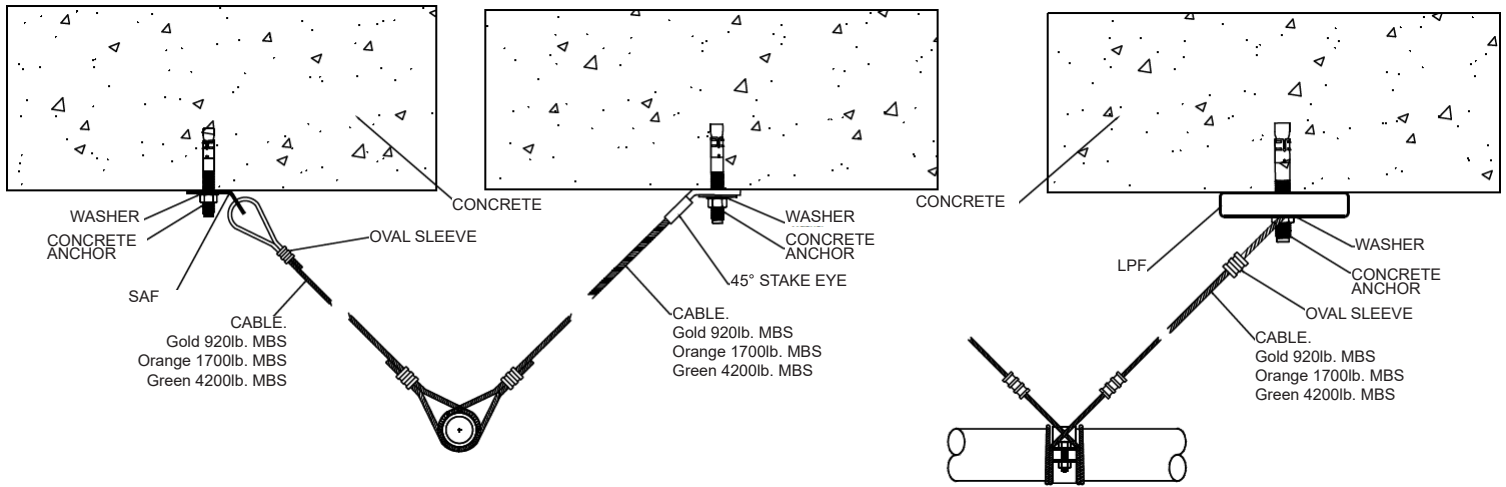 WASHER
CONCRETE
ANCHOR
SAF
OVAL SLEEVE
CONCRETE
CABLE.
Gold 920lb. MBS
Orange 1700lb. MBS
Green 4200lb. MBS
WASHER
CONCRETE
ANCHOR
45° STAKE EYE
CABLE.
Gold 920lb. MBS
Orange 1700lb. MBS
Green 4200lb. MBS
CONCRETE
LPF
WASHER
CONCRETE
ANCHOR
OVAL SLEEVE
CABLE.
Gold 920lb. MBS
Orange 1700lb. MBS
Green 4200lb. MBS